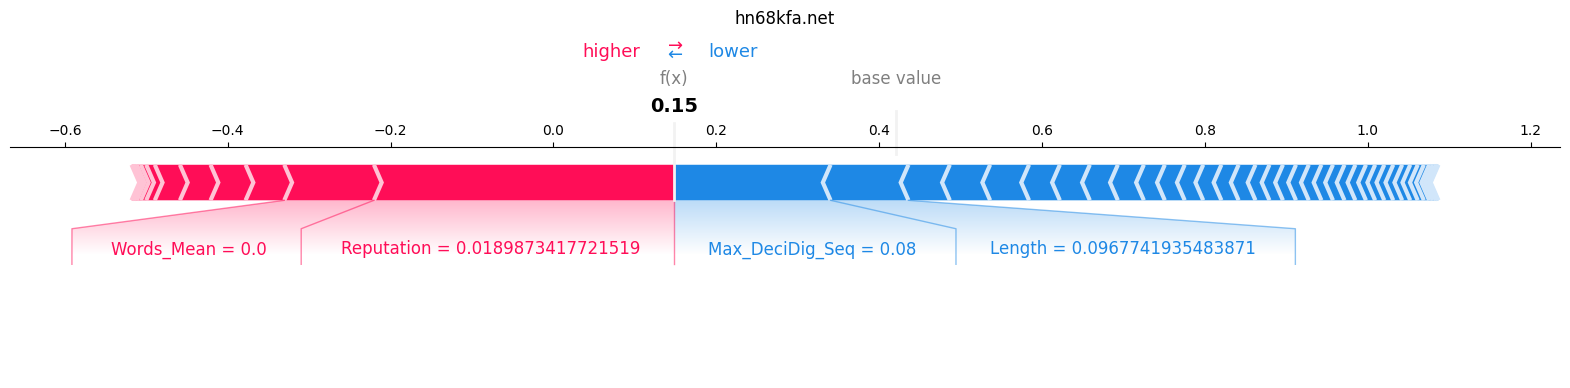 hn68kfa.net
higher → ← lower
f(x) base value
0.15
−0.6 −0.4 −0.2 0.0 0.2 0.4 0.6 0.8 1.0 1.2
Words_Mean = 0.0 Reputation = 0.0189873417721519 Max_DeciDig_Seq = 0.08 Length = 0.0967741935483871